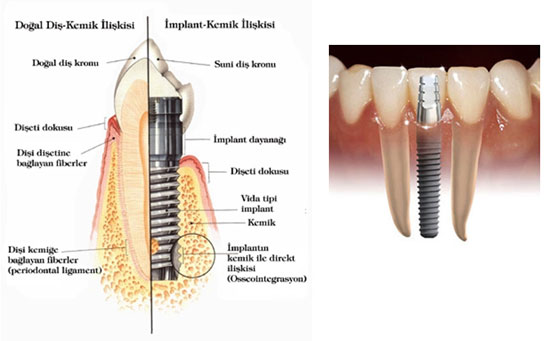 Doğal Diş-Kemik İlişkisi
İmplant-Kemik İlişkisi
Doğal diş kronu
Suni diş kronu
Dişeti dokusu
Dişi dişetine
bağlayan fiberler
İmplant dayanağı
Dişeti dokusu
Vida tipi
implant
Kemik
Dişi kemiğe
bağlayan fiberler
(periodontal ligament)
İmplantın
kemik ile direkt
ilişkisi
(Osseointegrasyon)